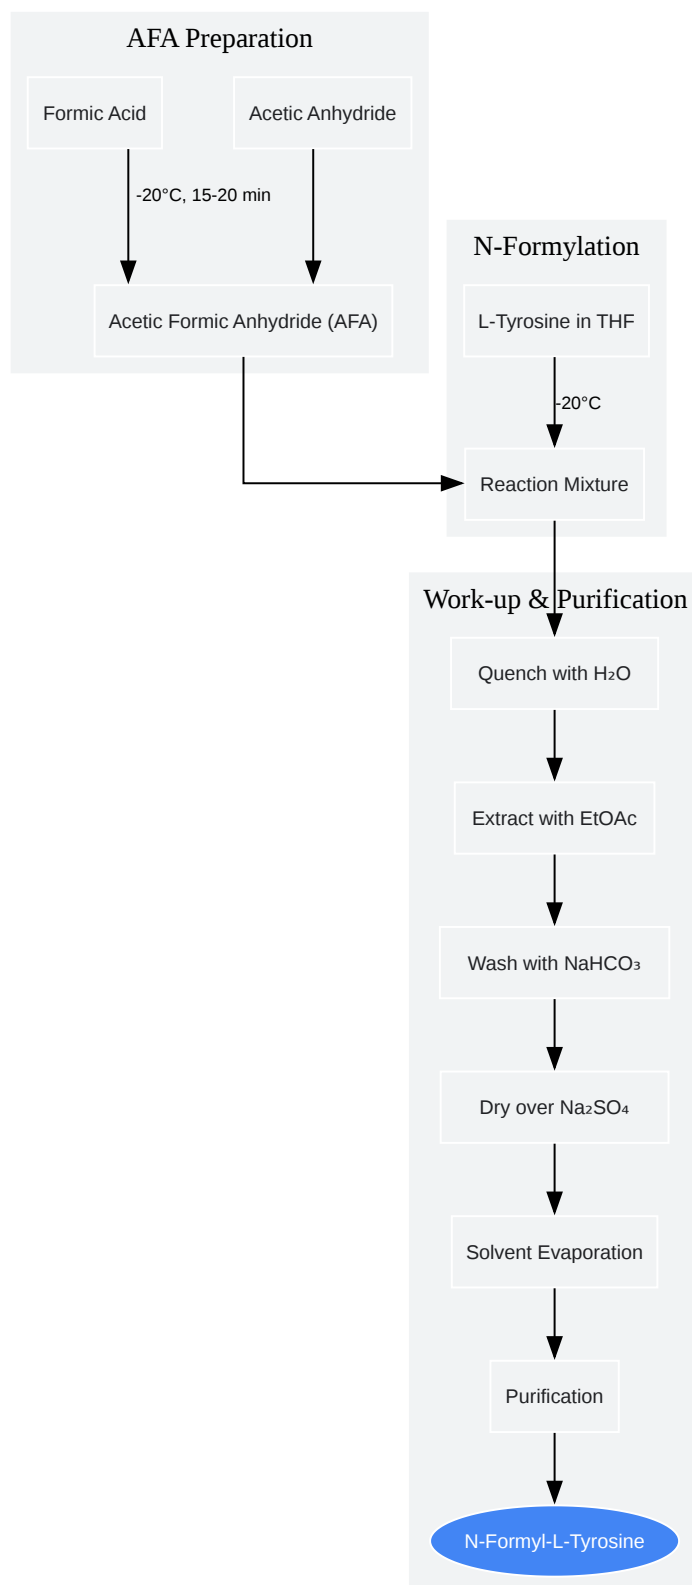 AFA Preparation
Formic Acid
Acetic Anhydride
-20°C, 15-20 min
Acetic Formic Anhydride (AFA)
N-Formylation
L-Tyrosine in THF
-20°C
Reaction Mixture
Work-up & Purification
Quench with H₂O
Extract with EtOAc
Wash with NaHCO₃
Dry over Na₂SO₄
Solvent Evaporation
Purification
N-Formyl-L-Tyrosine